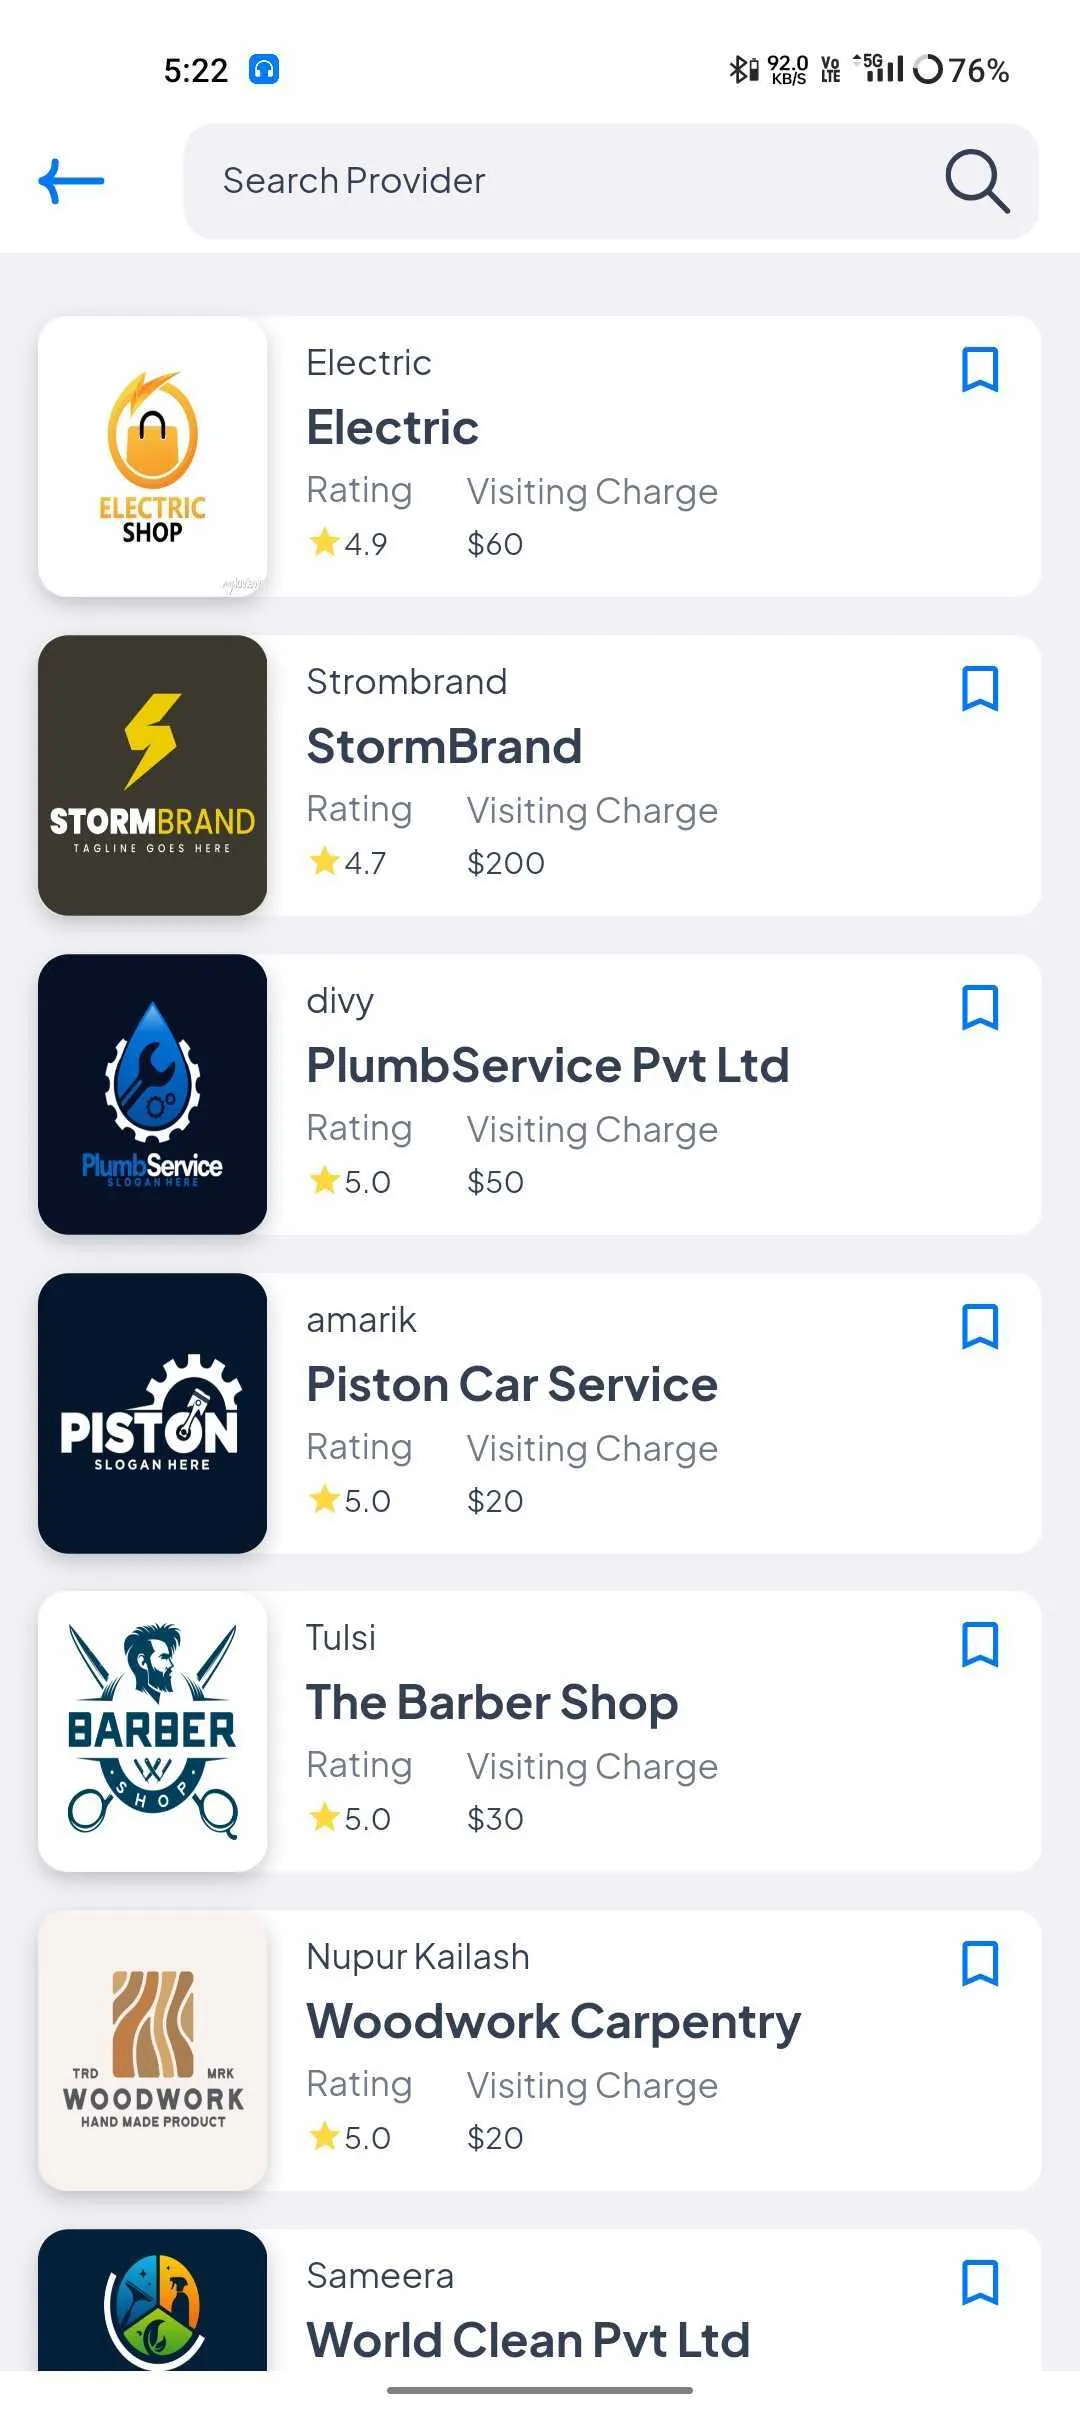 5:22 92.0 KB/S Vo LTE 5G 76%
Search Provider
Electric
Electric
Rating Visiting Charge
4.9 $60
ELECTRIC
SHOP
Strombrand
StormBrand
Rating Visiting Charge
4.7 $200
STORMBRAND
TAGLINE GOES HERE
divy
PlumbService Pvt Ltd
Rating Visiting Charge
5.0 $50
PlumbService
SLOGAN HERE
amarik
Piston Car Service
Rating Visiting Charge
5.0 $20
PISTON
SLOGAN HERE
Tulsi
The Barber Shop
Rating Visiting Charge
5.0 $30
BARBER
SHOP
Nupur Kailash
Woodwork Carpentry
Rating Visiting Charge
5.0 $20
TRD MRK
WOODWORK
HAND MADE PRODUCT
Sameera
World Clean Pvt Ltd